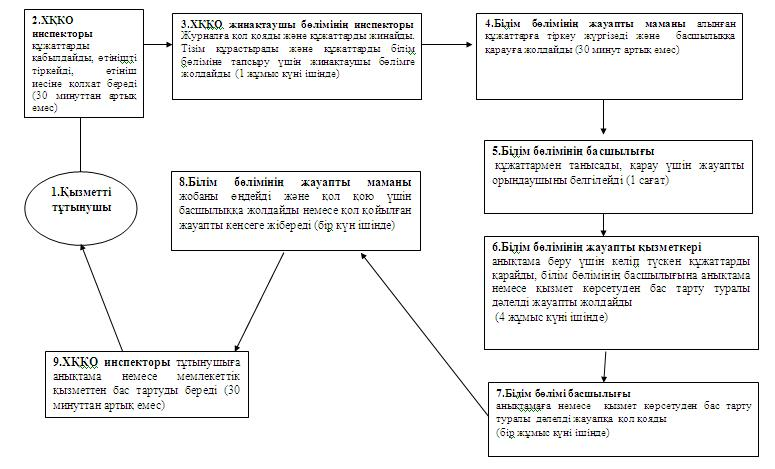 2.ХҚКО
инспекторы
құжаттарды
қабылдайды, өтінішті
тіркейді, өтініш
иесіне қолхат береді
(30 минуттан артық
емес)
3.ХҚҚО жинақтаушы бөлімінің инспекторы
Журналға қол қояды және құжаттарды жинайды.
Тізім құрастырады және құжаттарды білім
бөліміне тапсыру үшін жинақтаушы бөлімге
жолдайды (1 жұмыс күні ішінде)
4.Бідім бөлімінің жауапты маманы алынған
құжаттарға тіркеу жүргізеді және басшылыққа
қарауға жолдайды (30 минут артық емес)
5.Бідім бөлімінің басшылығы
құжаттармен танысады, қарау үшін жауапты
орындаушыны белгілейді (1 сағат)
6.Бідім бөлімінің жауапты қызметкері
анықтама беру үшін келіп түскен құжаттарды
қарайды, білім бөлімінің басшылығына анықтама
немесе қызмет көрсетуден бас тарту туралы
дәлелді жауапты жолдайды
(4 жұмыс күні ішінде)
7.Бідім бөлімі басшылығы
анықтамаға немесе қызмет көрсетуден бас тарту
туралы дәлелді жауапқа қол қояды
(бір жұмыс күні ішінде)
8.Білім бөлімінің жауапты маманы
жобаны өңдейді және қол қою үшін
басшылыққа жолдайды немесе қол қойылған
жауапты кеңсеге жібереді (бір күн ішінде)
9.ХҚҚО инспекторы тұтынушыға
анықтама немесе мемлекеттік
қызметтен бас тартуды береді (30
минуттан артық емес)
1.Қызметті
тұтынушы